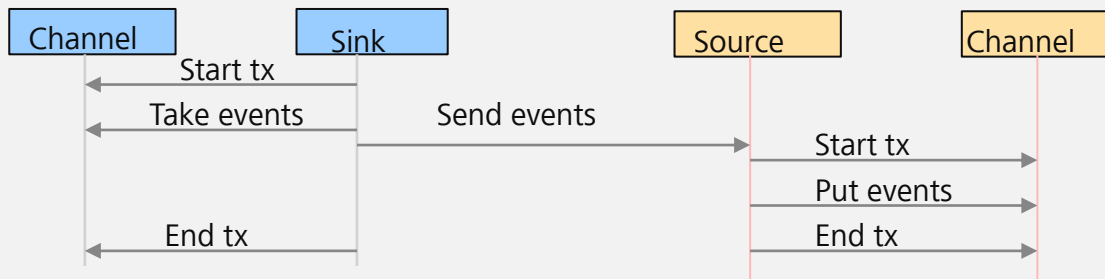 Channel
Sink
Source
Channel
Start tx
Take events
Send events
Start tx
Put events
End tx
End tx